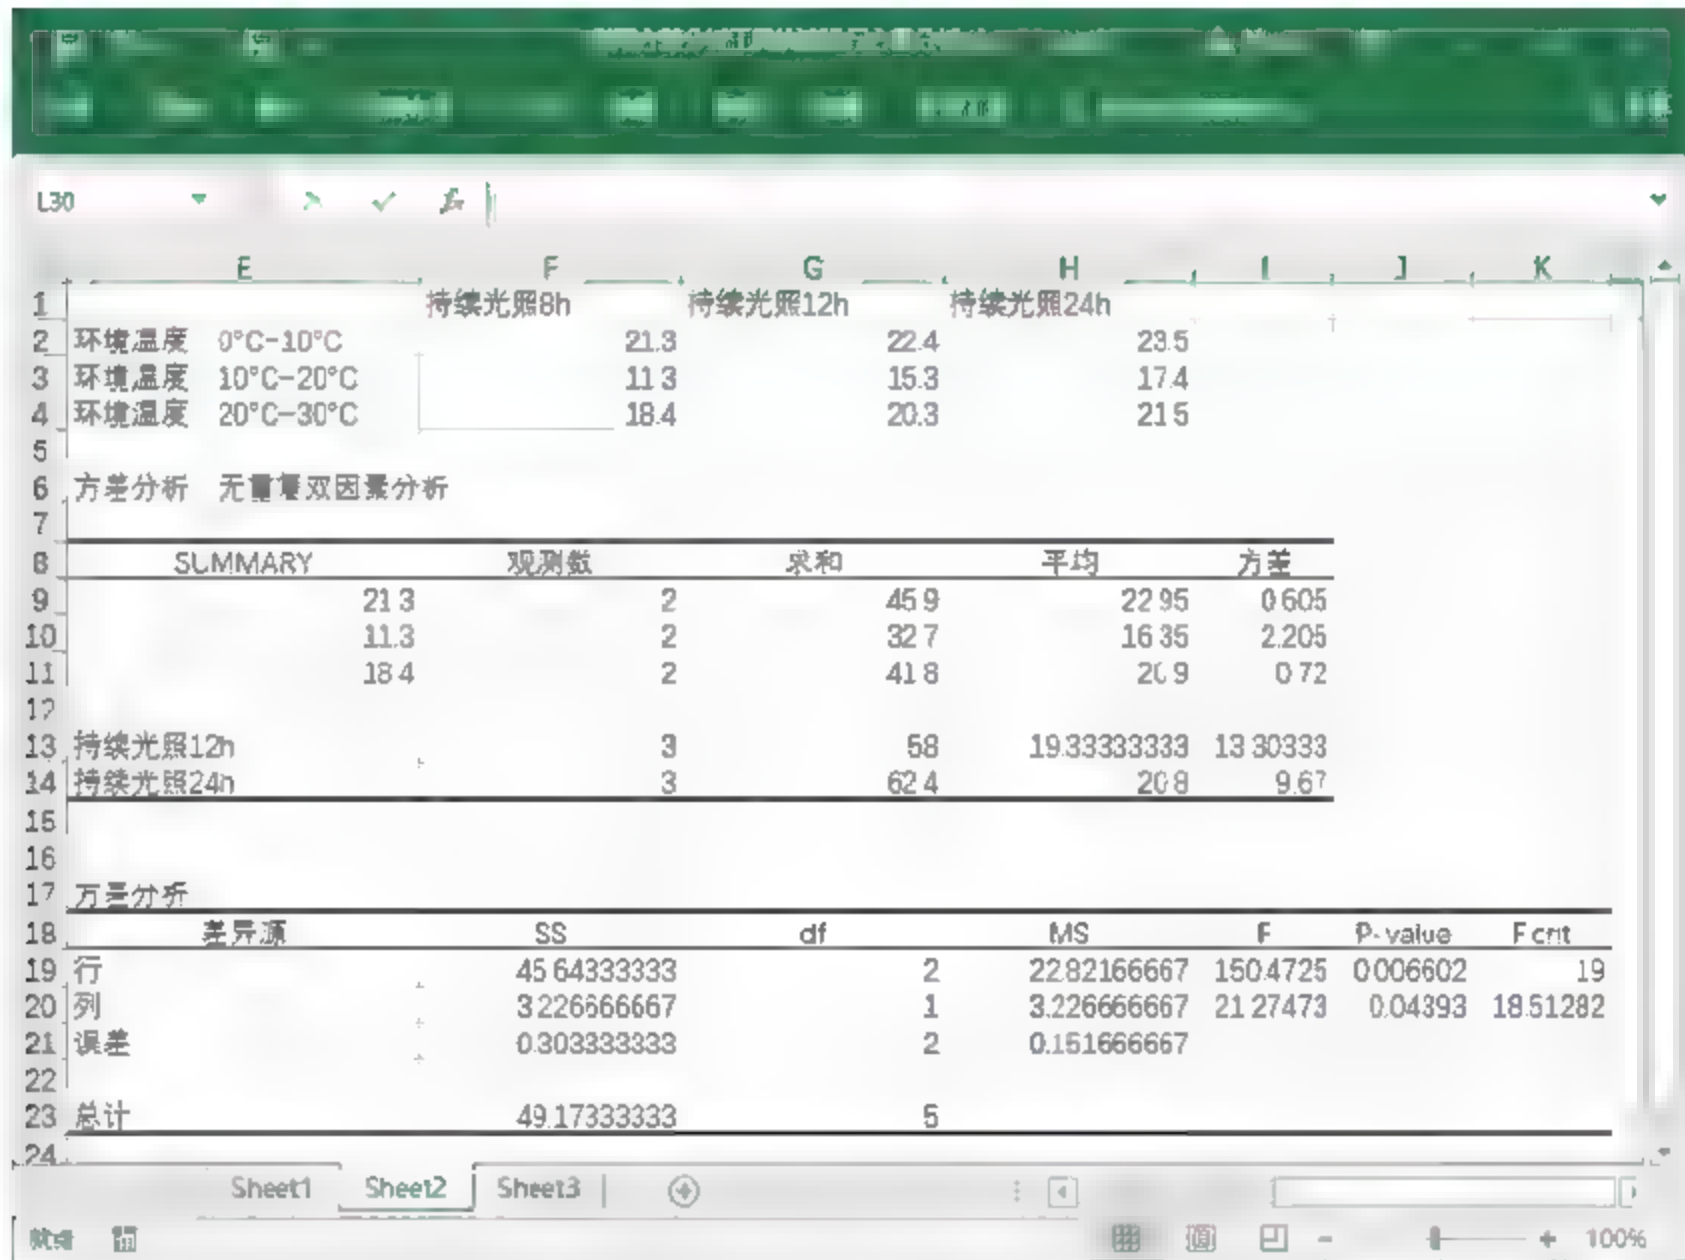 L30 fx
E F G H I J K
1 持续光照8h 持续光照12h 持续光照24h
2 环境温度 0°C-10°C 21.3 22.4 23.5
3 环境温度 10°C-20°C 11.3 15.3 17.4
4 环境温度 20°C-30°C 18.4 20.3 21.5
5
6 方差分析 无重复双因素分析
7
8 SUMMARY 观测数 求和 平均 方差
9 21.3 2 45.9 22.95 0.605
10 11.3 2 32.7 16.35 2.205
11 18.4 2 41.8 20.9 0.72
12
13 持续光照12h 3 58 19.33333333 13.30333
14 持续光照24h 3 62.4 20.8 9.67
15
16
17 方差分析
18 差异源 SS df MS F P-value F crit
19 行 45.64333333 2 22.82166667 150.4725 0.006602 19
20 列 3.226666667 1 3.226666667 21.27473 0.04393 18.51282
21 误差 0.303333333 2 0.151666667
22
23 总计 49.17333333 5
24
Sheet1 Sheet2 Sheet3
就绪 100%